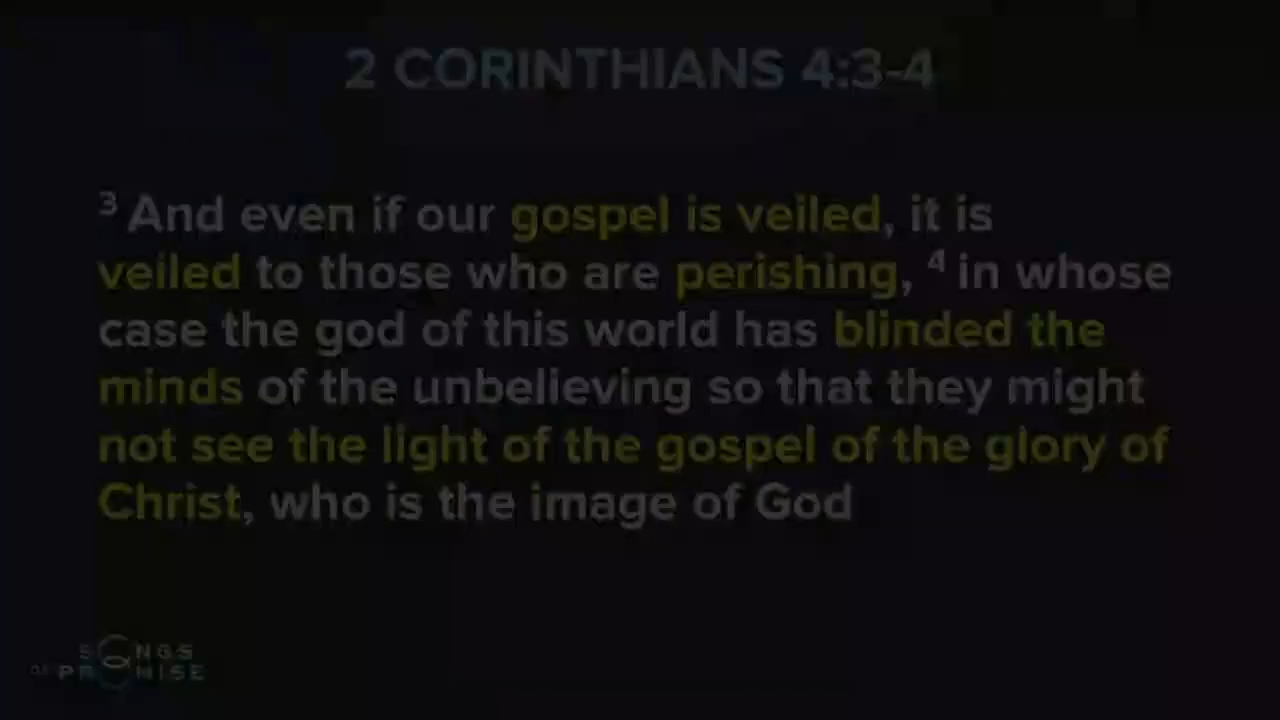 2 CORINTHIANS 4:3-4
3 And even if our gospel is veiled, it is
veiled to those who are perishing, 4 in whose
case the god of this world has blinded the
minds of the unbelieving so that they might
not see the light of the gospel of the glory of
Christ, who is the image of God
SONGS
OF PROMISE